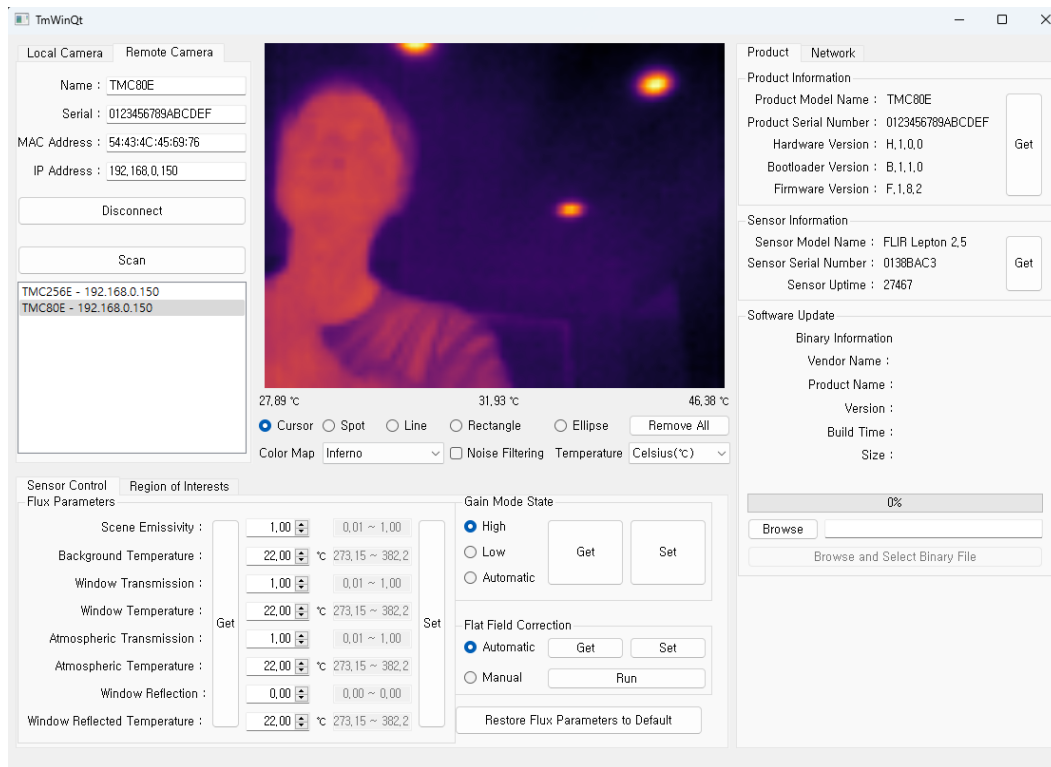 TmWinQt
Local Camera
Remote Camera
Name : TMC80E
Serial : 0123456789ABCDEF
MAC Address : 54:43:4C:45:69:76
IP Address : 192,168,0,150
Disconnect
Scan
TMC256E - 192.168.0.150
TMC80E - 192.168.0.150
27,89 ℃ 31,93 ℃ 46,38 ℃
Cursor Spot Line Rectangle Ellipse Remove All
Color Map Inferno Noise Filtering Temperature Celsius(℃)
Sensor Control Region of Interests
Flux Parameters
Scene Emissivity : 1,00 0,01 ~ 1,00
Background Temperature : 22,00 ℃ 273,15 ~ 382,2
Window Transmission : 1,00 0,01 ~ 1,00
Window Temperature : 22,00 ℃ 273,15 ~ 382,2
Get Set
Atmospheric Transmission : 1,00 0,01 ~ 1,00
Atmospheric Temperature : 22,00 ℃ 273,15 ~ 382,2
Window Reflection : 0,00 0,00 ~ 0,00
Window Reflected Temperature : 22,00 ℃ 273,15 ~ 382,2
Gain Mode State
High
Low Get Set
Automatic
Flat Field Correction
Automatic Get Set
Manual Run
Restore Flux Parameters to Default
Product Network
Product Information
Product Model Name : TMC80E
Product Serial Number : 0123456789ABCDEF
Hardware Version : H,1,0,0 Get
Bootloader Version : B,1,1,0
Firmware Version : F,1,8,2
Sensor Information
Sensor Model Name : FLIR Lepton 2,5
Sensor Serial Number : 0138BAC3 Get
Sensor Uptime : 27467
Software Update
Binary Information
Vendor Name :
Product Name :
Version :
Build Time :
Size :
0%
Browse
Browse and Select Binary File